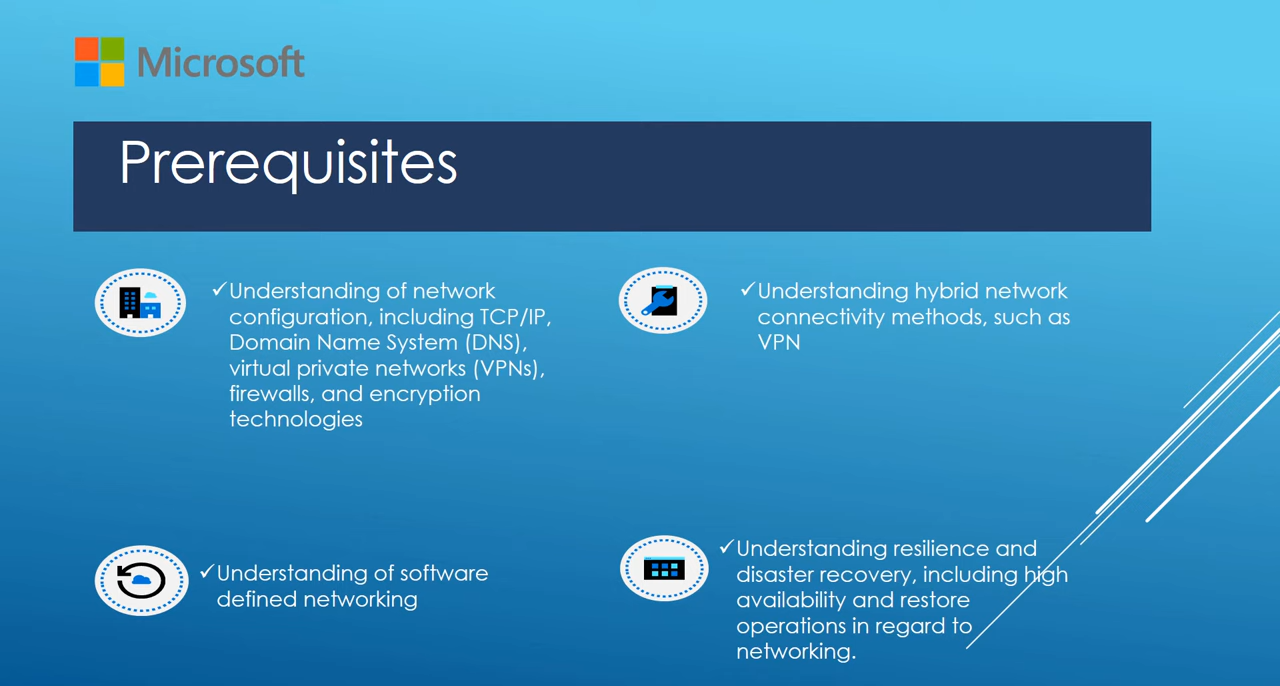 Microsoft
Prerequisites
✓Understanding of network
configuration, including TCP/IP,
Domain Name System (DNS),
virtual private networks (VPNs),
firewalls, and encryption
technologies
✓Understanding hybrid network
connectivity methods, such as
VPN
✓Understanding of software
defined networking
✓Understanding resilience and
disaster recovery, including high
availability and restore
operations in regard to
networking.